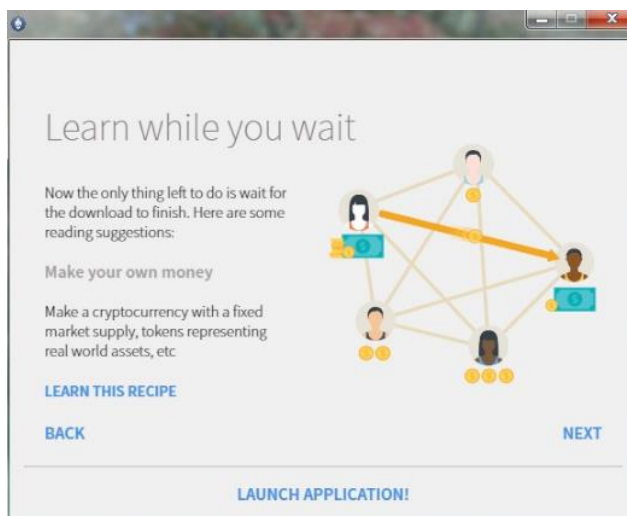 Learn while you wait
Now the only thing left to do is wait for
the download to finish. Here are some
reading suggestions:
Make your own money
Make a cryptocurrency with a fixed
market supply, tokens representing
real world assets, etc
LEARN THIS RECIPE
BACK
NEXT
LAUNCH APPLICATION!